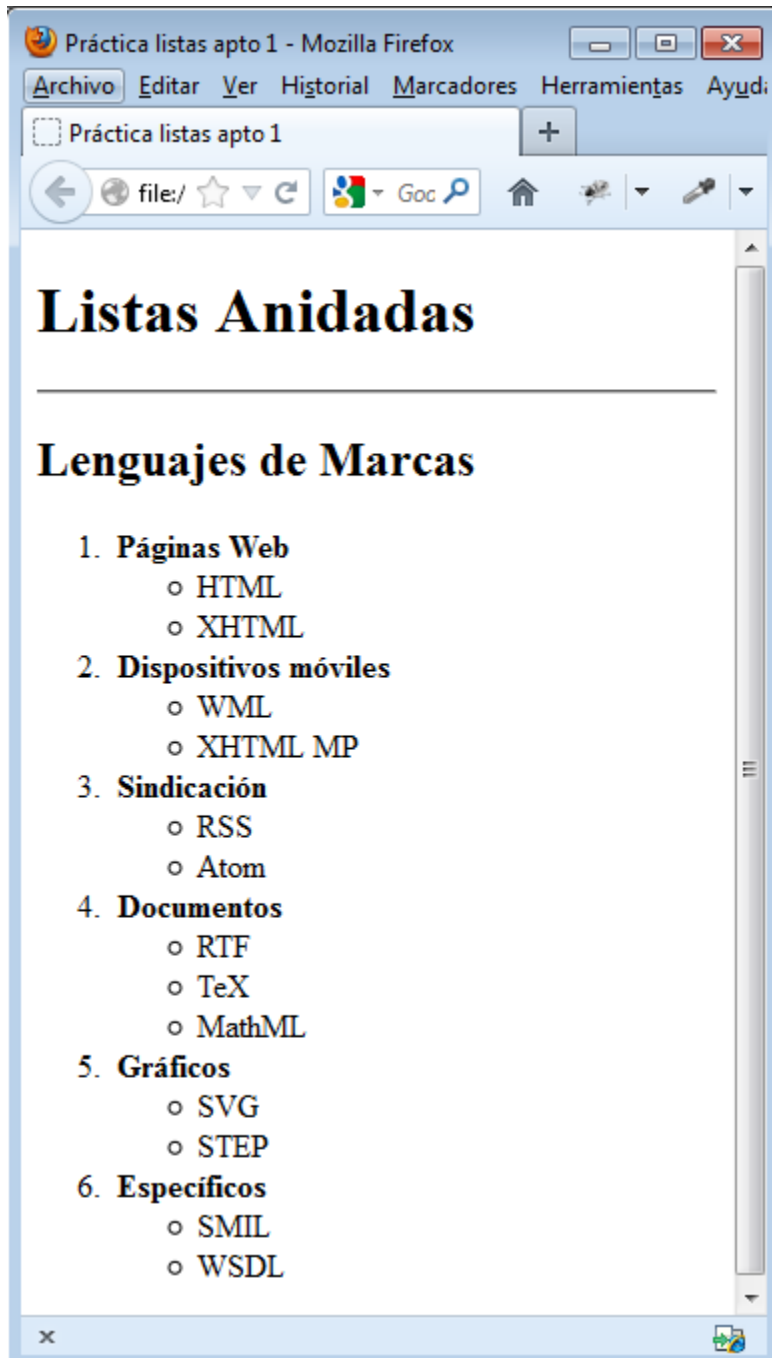 Práctica listas apto 1 - Mozilla Firefox
Archivo Editar Ver Historial Marcadores Herramientas Ayuda
Práctica listas apto 1
file:/ Goc
Listas Anidadas
Lenguajes de Marcas
1. Páginas Web
HTML
XHTML
2. Dispositivos móviles
WML
XHTML MP
3. Sindicación
RSS
Atom
4. Documentos
RTF
TeX
MathML
5. Gráficos
SVG
STEP
6. Específicos
SMIL
WSDL